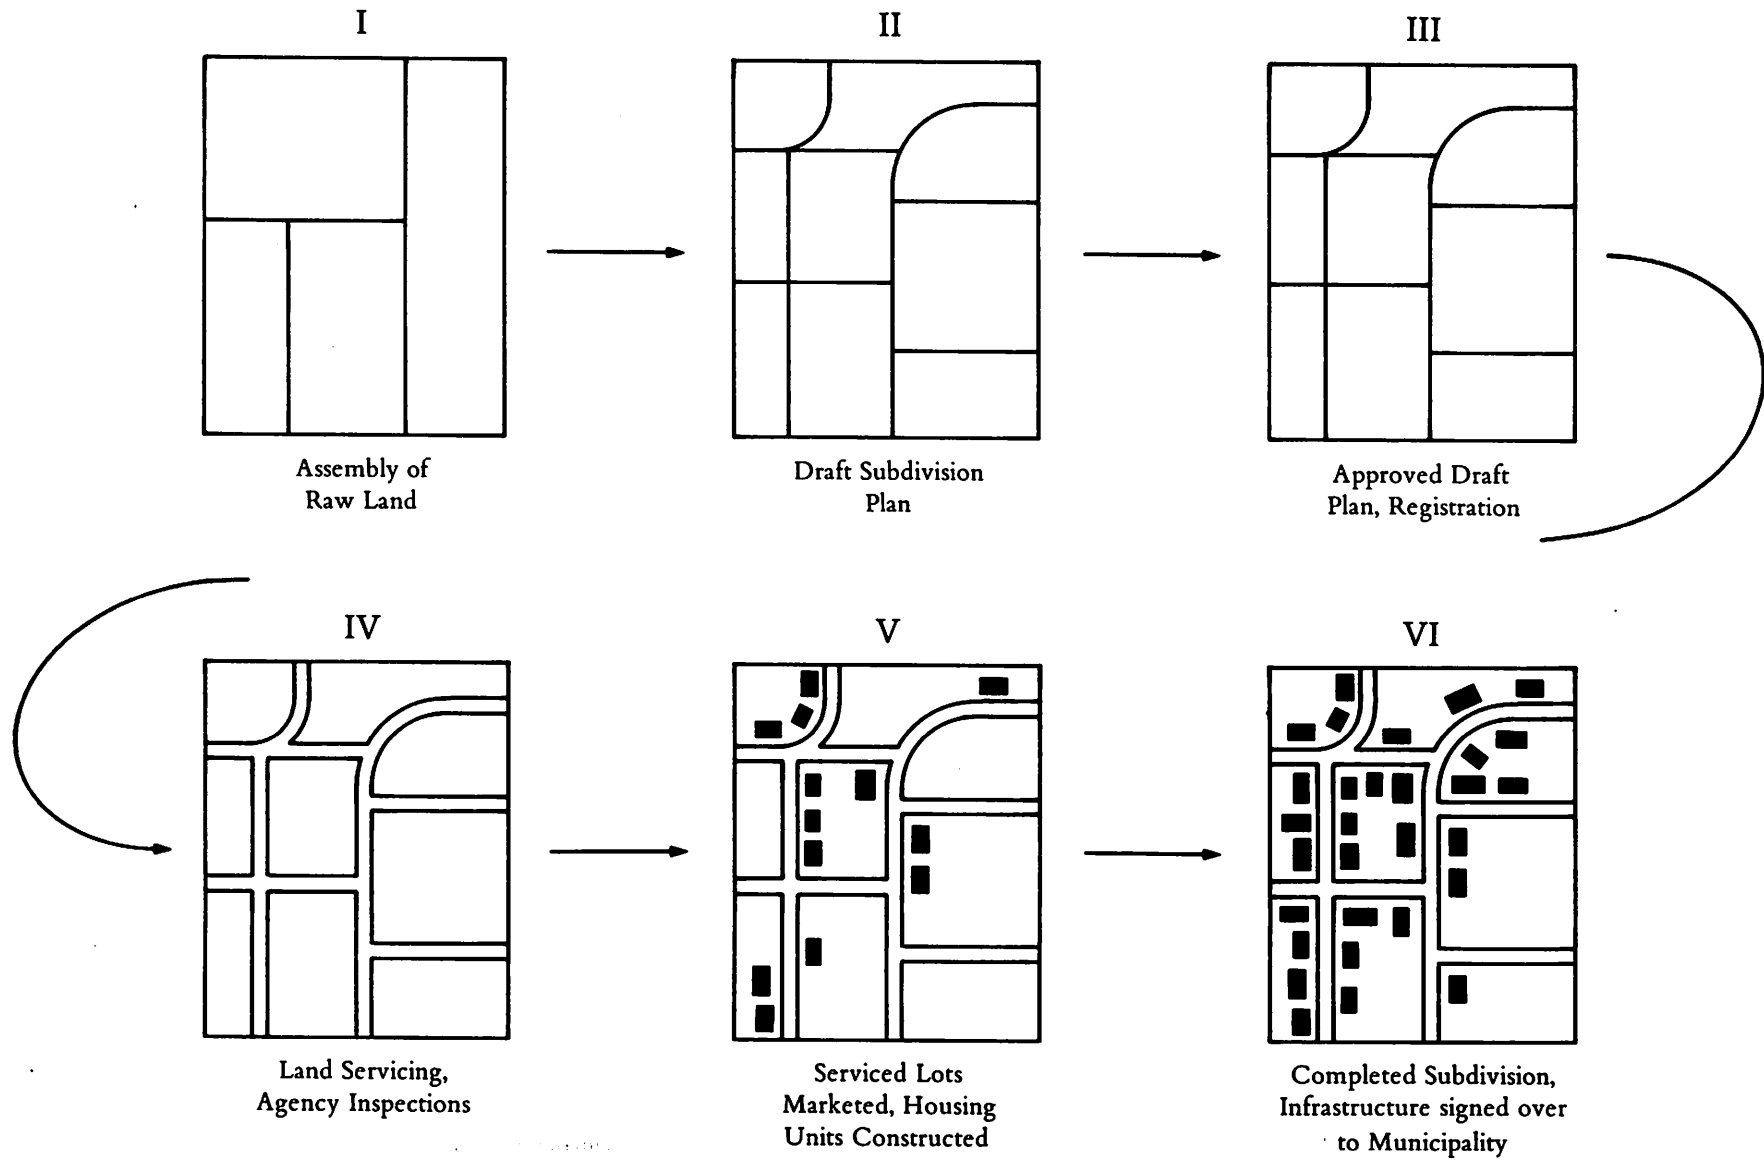 I
II
III
Assembly of
Raw Land
Draft Subdivision
Plan
Approved Draft
Plan, Registration
IV
V
VI
Land Servicing,
Agency Inspections
Serviced Lots
Marketed, Housing
Units Constructed
Completed Subdivision,
Infrastructure signed over
to Municipality